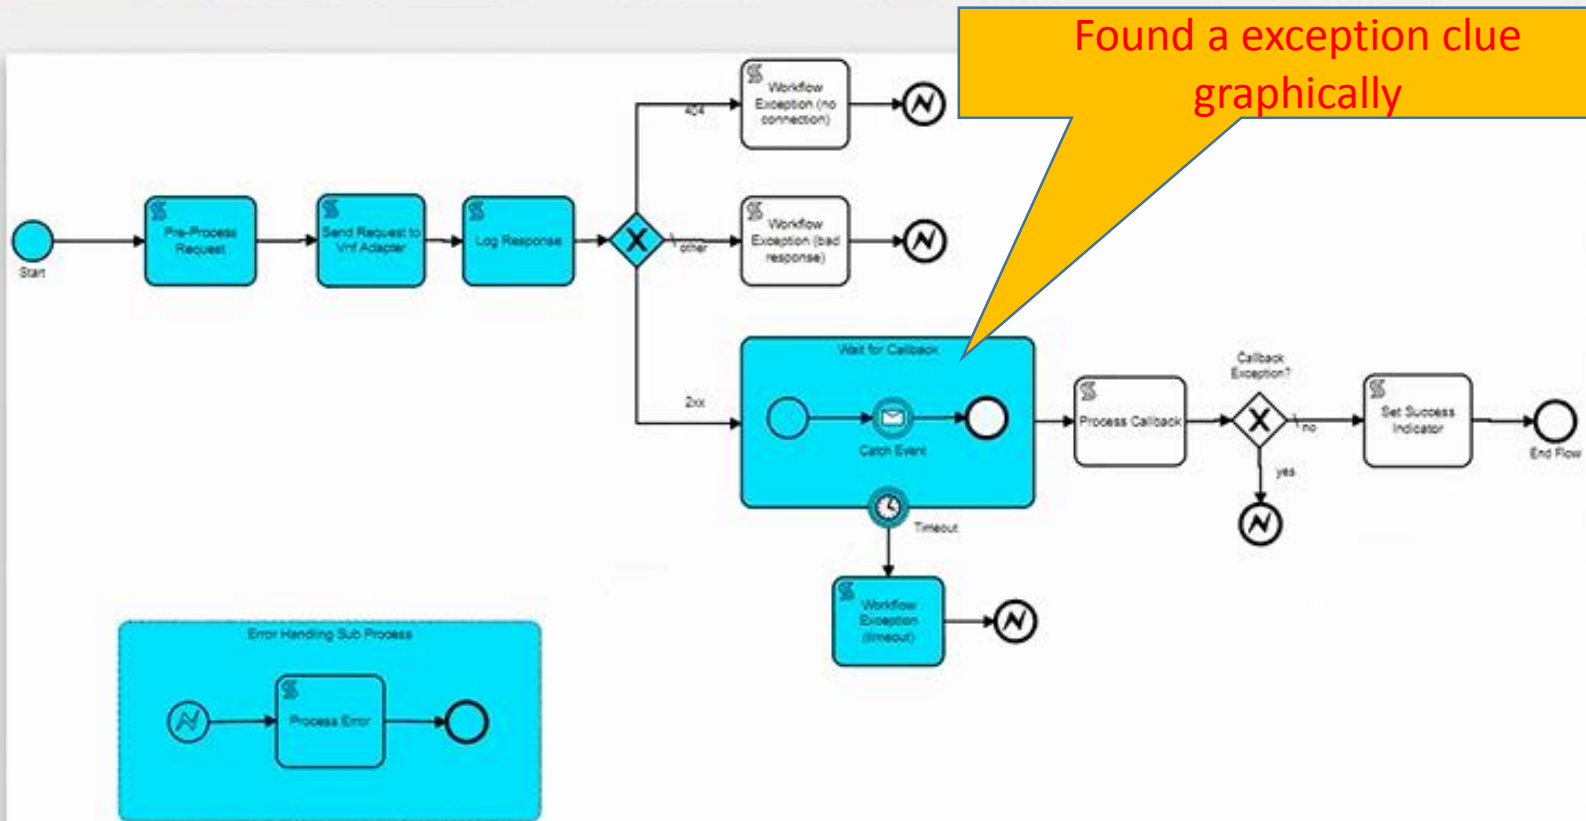 Found a exception clue
graphically
Workflow
Exception (no
connection)
404
Pre-Process
Request
Send Request to
Vnf Adapter
Log Response
other
Workflow
Exception (bad
response)
Start
Wait for Callback
2xx
Catch Event
Timeout
Process Callback
Callback
Exception?
no
yes
Set Success
Indicator
End Flow
Workflow
Exception
(timeout)
Error Handling Sub Process
Process Error